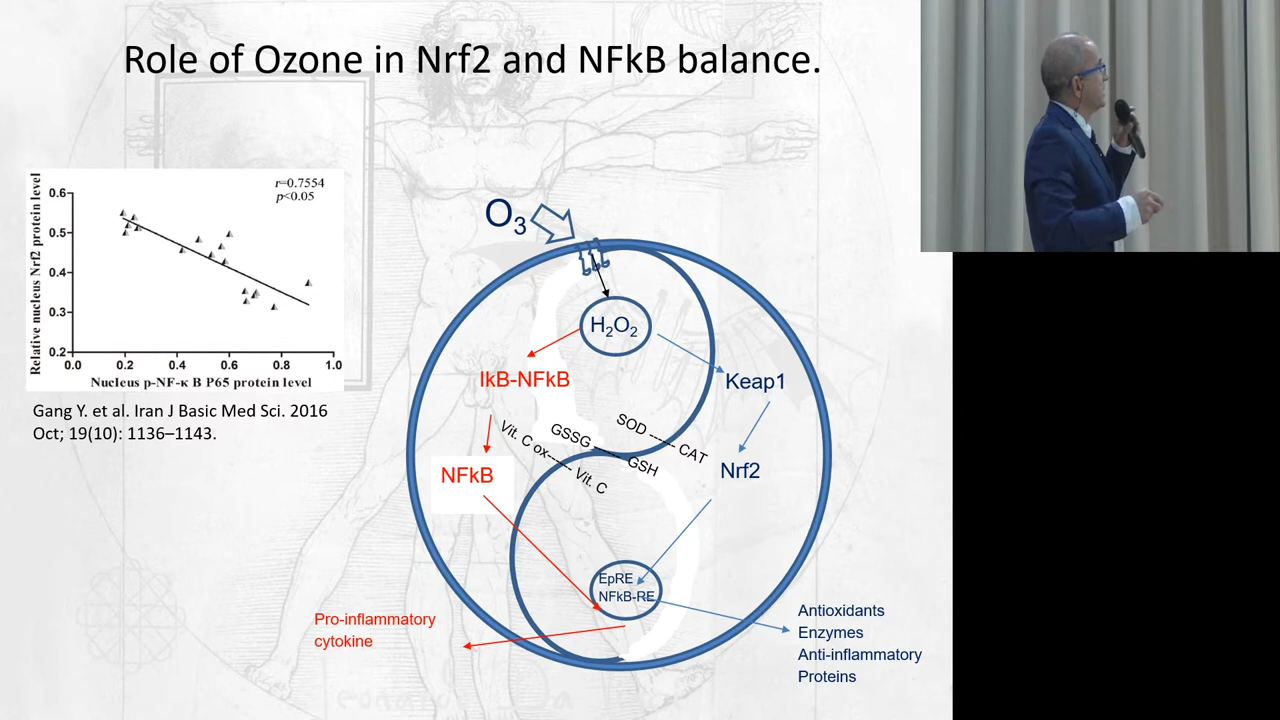 Role of Ozone in Nrf2 and NFkB balance.
r=0.7554
p<0.05
Relative nucleus Nrf2 protein level
0.6
0.5
0.4
0.3
0.2
0.0
0.2
0.4
0.6
0.8
1.0
Nucleus p-NF-κ B P65 protein level
Gang Y. et al. Iran J Basic Med Sci. 2016
Oct; 19(10): 1136–1143.
O3
H2O2
IkB-NFkB
Keap1
SOD ------ CAT
GSSG ------ GSH
Vit. C ox------ Vit. C
NFkB
Nrf2
EpRE
NFkB-RE
Pro-inflammatory
cytokine
Antioxidants
Enzymes
Anti-inflammatory
Proteins